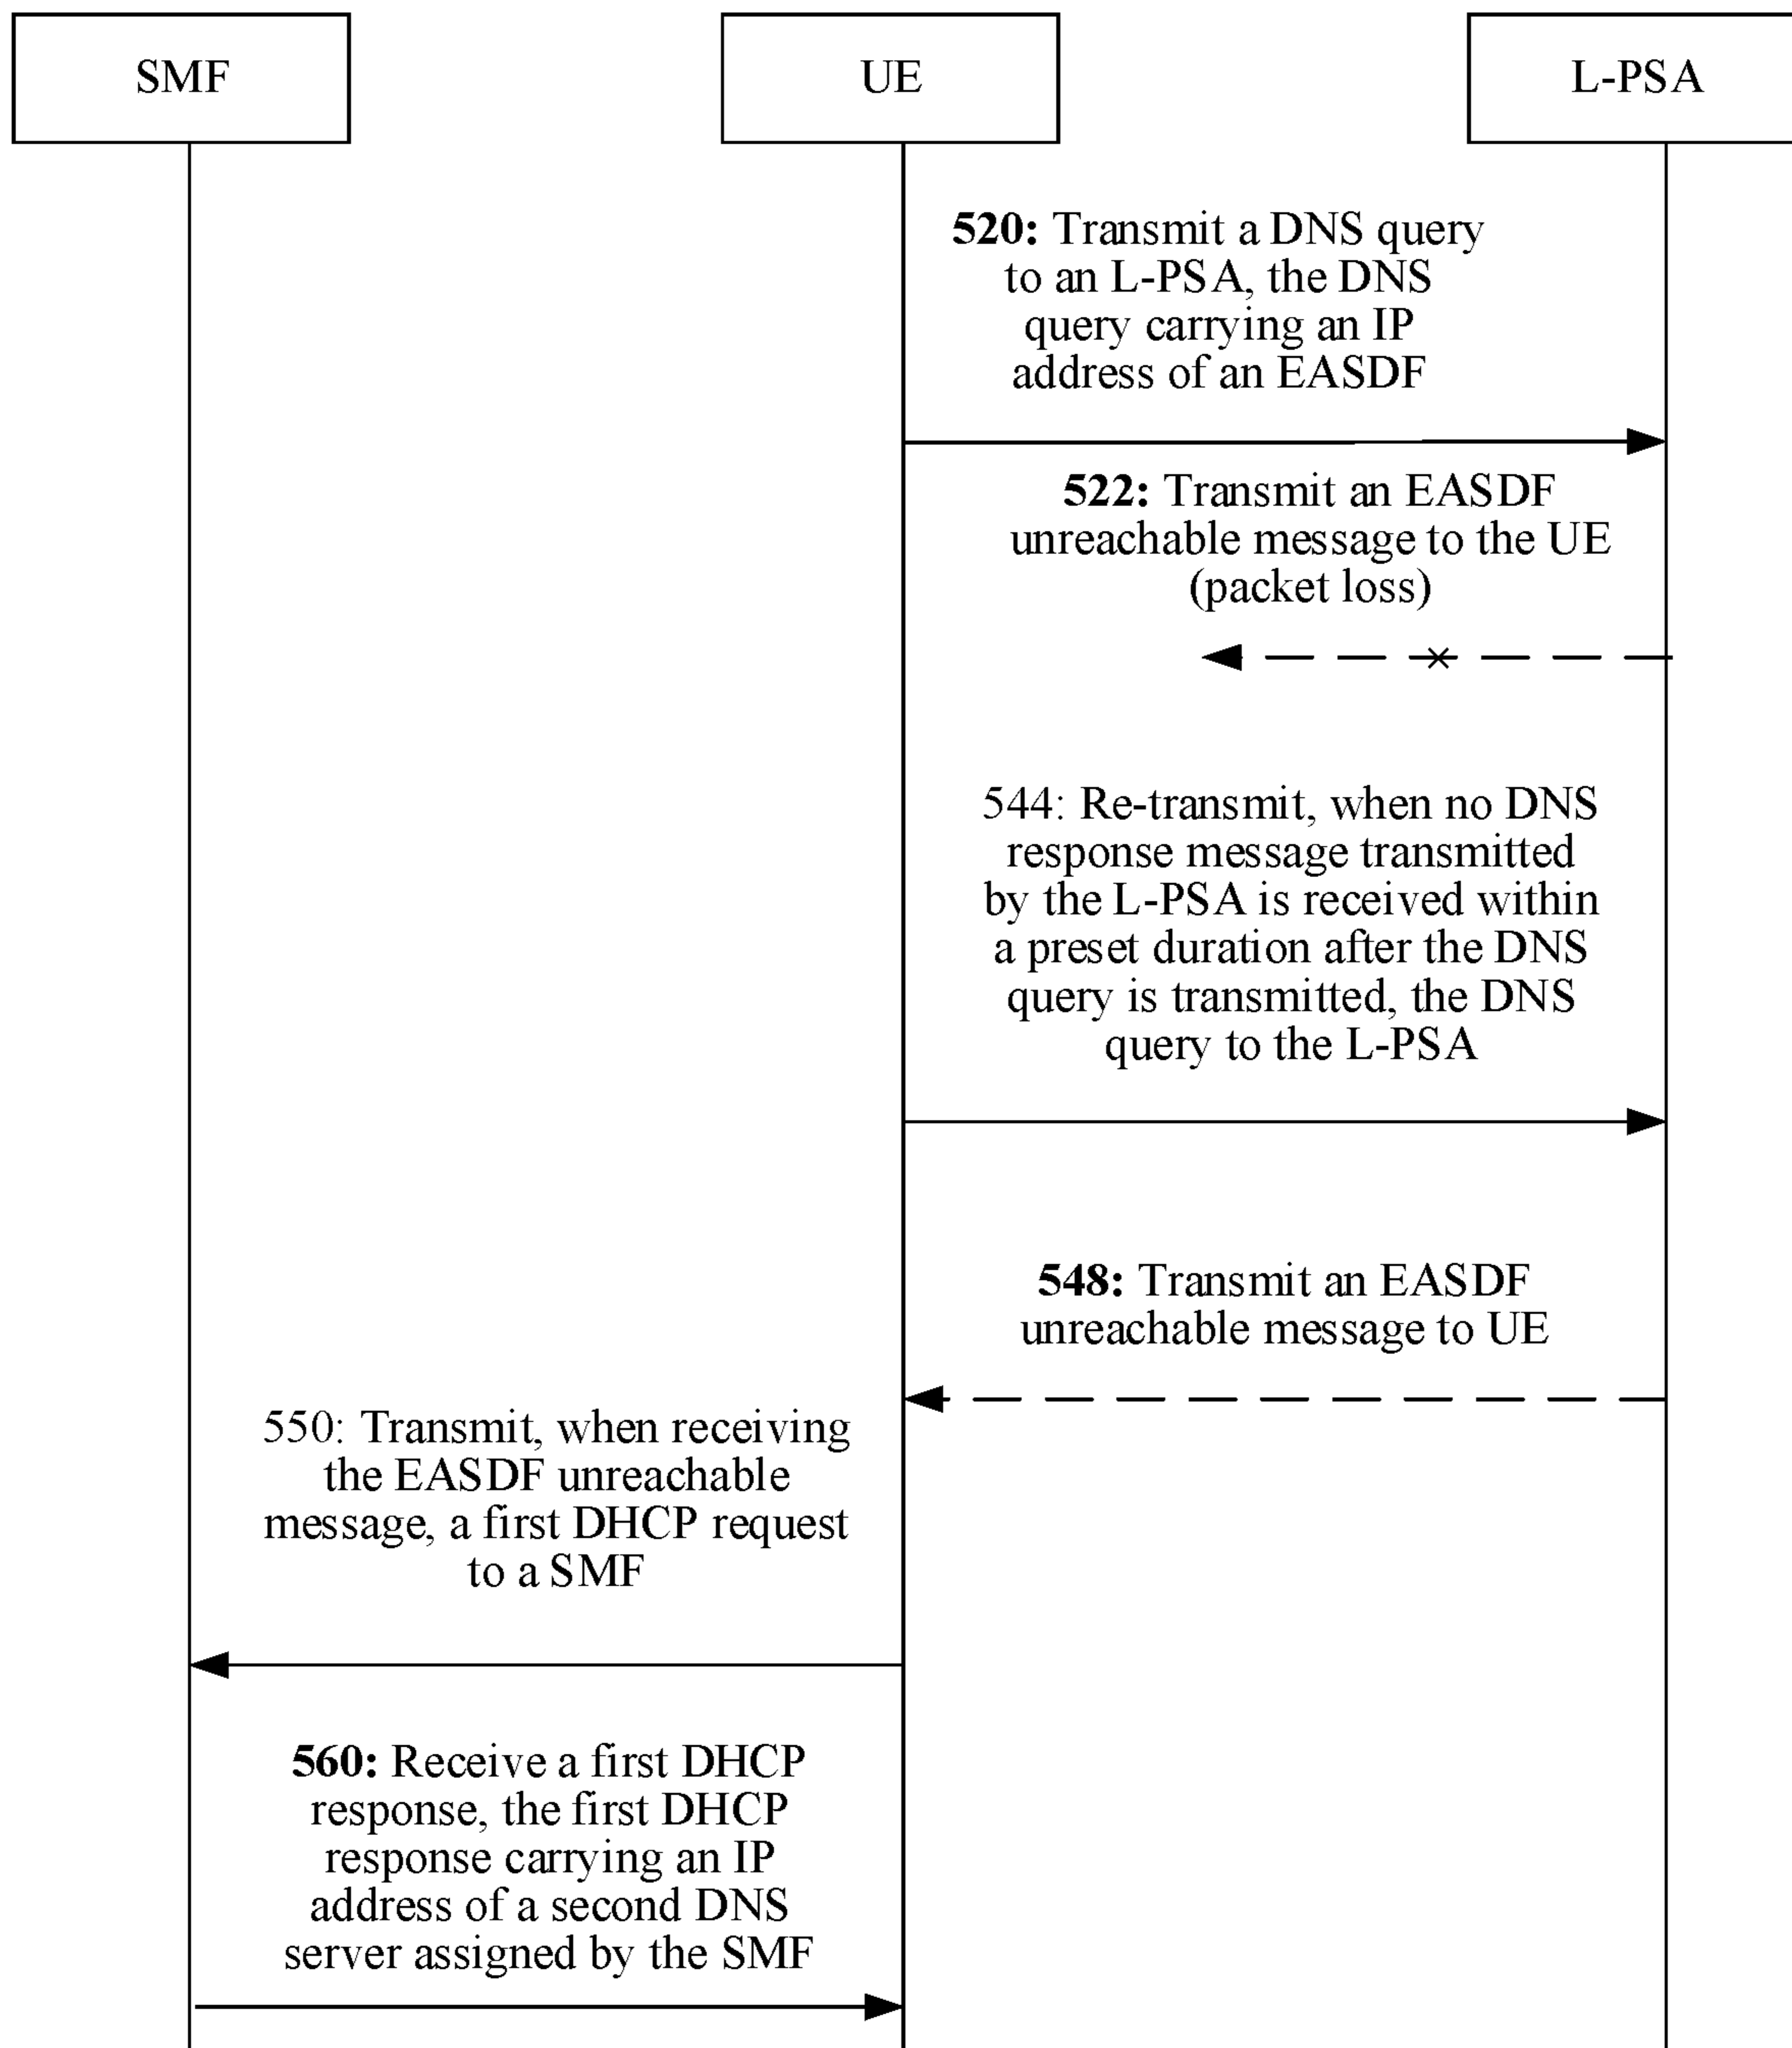 SMF
UE
L-PSA
520: Transmit a DNS query
to an L-PSA, the DNS
query carrying an IP
address of an EASDF
522: Transmit an EASDF
unreachable message to the UE
(packet loss)
544: Re-transmit, when no DNS
response message transmitted
by the L-PSA is received within
a preset duration after the DNS
query is transmitted, the DNS
query to the L-PSA
548: Transmit an EASDF
unreachable message to UE
550: Transmit, when receiving
the EASDF unreachable
message, a first DHCP request
to a SMF
560: Receive a first DHCP
response, the first DHCP
response carrying an IP
address of a second DNS
server assigned by the SMF